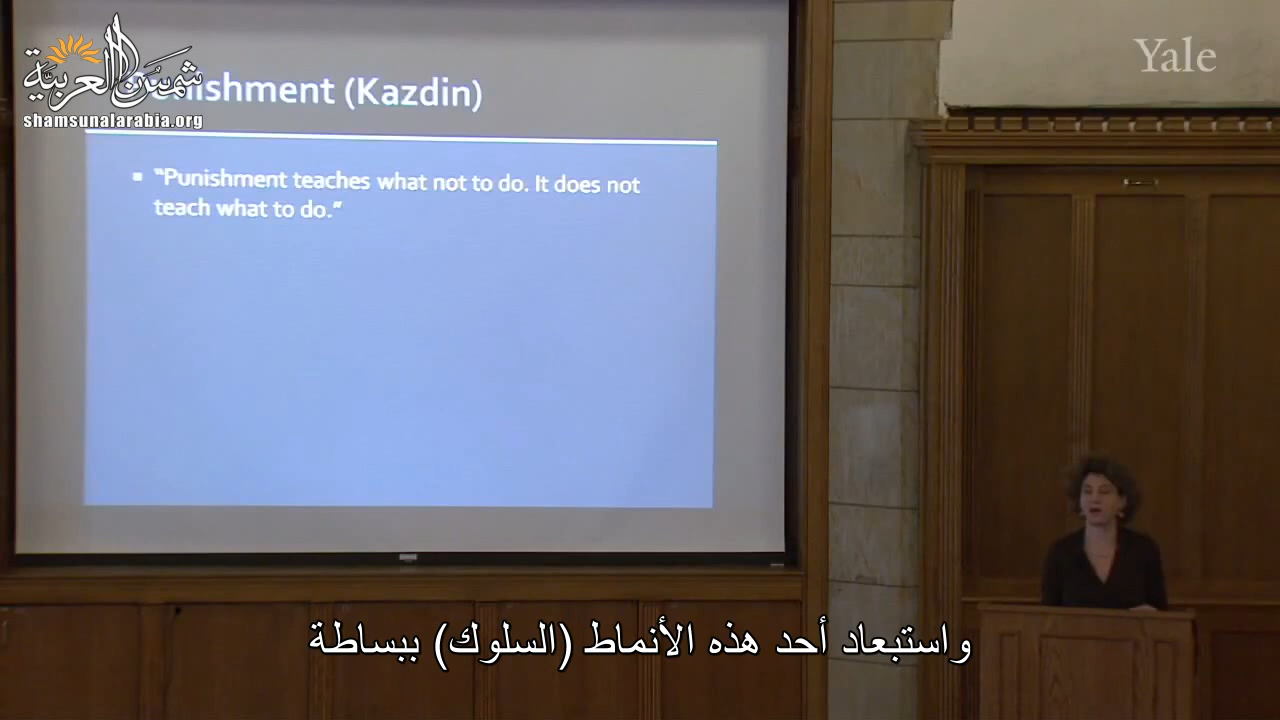 شمس العربية
shamsunalarabia.org
Yale
Punishment (Kazdin)
▪ “Punishment teaches what not to do. It does not
teach what to do.”
واستبعاد أحد هذه الأنماط (السلوك) ببساطة